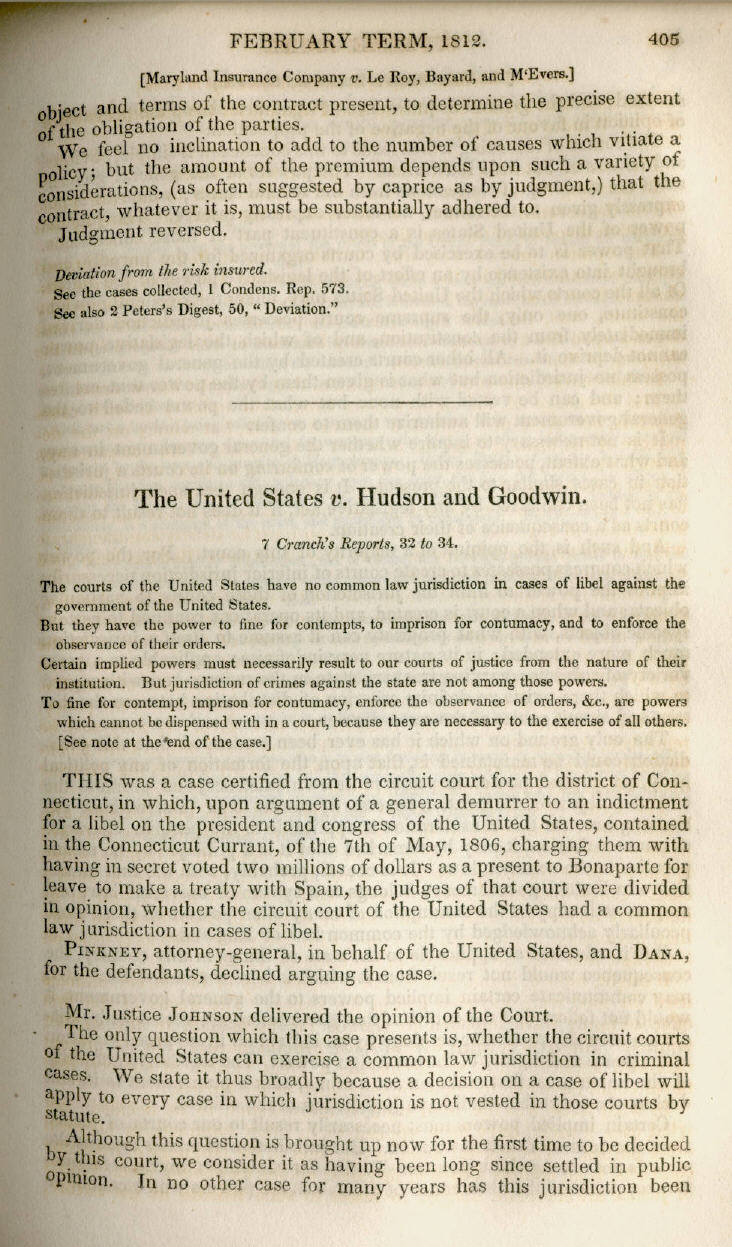 FEBRUARY TERM, 1812. 405
[Maryland Insurance Company v. Le Roy, Bayard, and M‘Evers.]
object and terms of the contract present, to determine the precise extent
of the obligation of the parties.
We feel no inclination to add to the number of causes which vitiate a
policy; but the amount of the premium depends upon such a variety of
considerations, (as often suggested by caprice as by judgment,) that the
contract, whatever it is, must be substantially adhered to.
Judgment reversed.
Deviation from the risk insured.
See the cases collected, 1 Condens. Rep. 573.
See also 2 Peters's Digest, 50, “ Deviation.”
The United States v. Hudson and Goodwin.
7 Cranch's Reports, 32 to 34.
The courts of the United States have no common law jurisdiction in cases of libel against the
government of the United States.
But they have the power to fine for contempts, to imprison for contumacy, and to enforce the
observance of their orders.
Certain implied powers must necessarily result to our courts of justice from the nature of their
institution. But jurisdiction of crimes against the state are not among those powers.
To fine for contempt, imprison for contumacy, enforce the observance of orders, &c., are powers
which cannot be dispensed with in a court, because they are necessary to the exercise of all others.
[See note at the end of the case.]
THIS was a case certified from the circuit court for the district of Con-
necticut, in which, upon argument of a general demurrer to an indictment
for a libel on the president and congress of the United States, contained
in the Connecticut Currant, of the 7th of May, 1806, charging them with
having in secret voted two millions of dollars as a present to Bonaparte for
leave to make a treaty with Spain, the judges of that court were divided
in opinion, whether the circuit court of the United States had a common
law jurisdiction in cases of libel.
PINKNEY, attorney-general, in behalf of the United States, and DANA,
for the defendants, declined arguing the case.
Mr. Justice JOHNSON delivered the opinion of the Court.
The only question which this case presents is, whether the circuit courts
of the United States can exercise a common law jurisdiction in criminal
cases. We state it thus broadly because a decision on a case of libel will
apply to every case in which jurisdiction is not vested in those courts by
statute.
Although this question is brought up now for the first time to be decided
by this court, we consider it as having been long since settled in public
opinion. In no other case for many years has this jurisdiction been